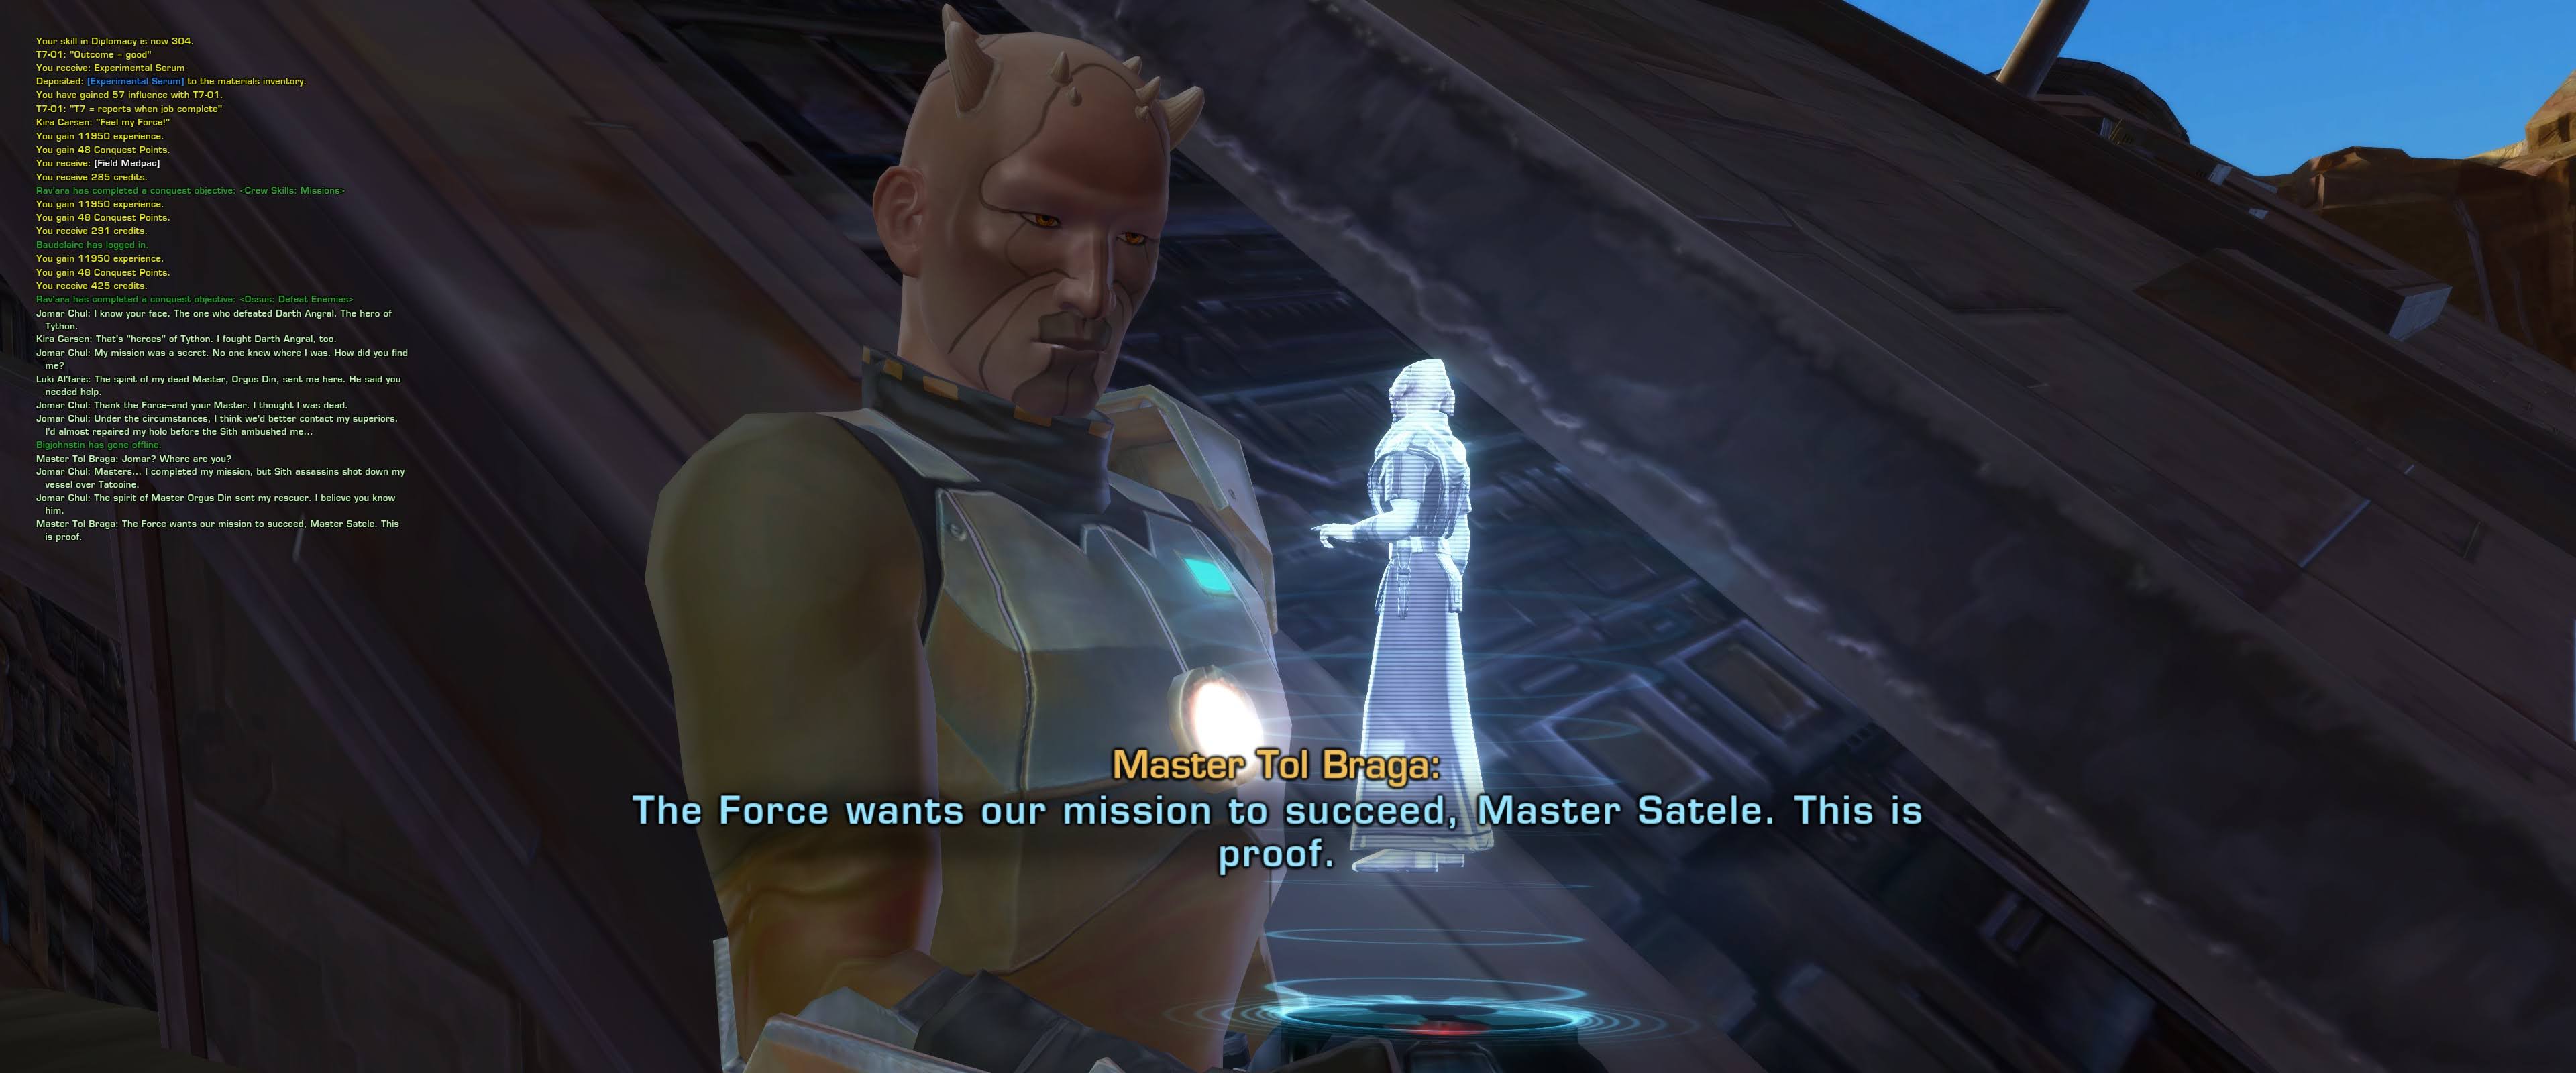 Your skill in Diplomacy is now 304.
T7-01: "Outcome = good"
You receive: Experimental Serum
Deposited: [Experimental Serum] to the materials inventory.
You have gained 57 influence with T7-01.
T7-01: "T7 = reports when job complete"
Kira Carsen: "Feel my Force!"
You gain 11950 experience.
You gain 48 Conquest Points.
You receive: [Field Medpac]
You receive 285 credits.
Rav'ara has completed a conquest objective: <Crew Skills: Missions>
You gain 11950 experience.
You gain 48 Conquest Points.
You receive 291 credits.
Baudelaire has logged in.
You gain 11950 experience.
You gain 48 Conquest Points.
You receive 425 credits.
Rav'ara has completed a conquest objective: <Ossus: Defeat Enemies>
Jomar Chul: I know your face. The one who defeated Darth Angral. The hero of
Tython.
Kira Carsen: That's "heroes" of Tython. I fought Darth Angral, too.
Jomar Chul: My mission was a secret. No one knew where I was. How did you find
me?
Luki Al'faris: The spirit of my dead Master, Orgus Din, sent me here. He said you
needed help.
Jomar Chul: Thank the Force—and your Master. I thought I was dead.
Jomar Chul: Under the circumstances, I think we'd better contact my superiors.
I'd almost repaired my holo before the Sith ambushed me...
Bigjohnstin has gone offline.
Master Tol Braga: Jomar? Where are you?
Jomar Chul: Masters... I completed my mission, but Sith assassins shot down my
vessel over Tatooine.
Jomar Chul: The spirit of Master Orgus Din sent my rescuer. I believe you know
him.
Master Tol Braga: The Force wants our mission to succeed, Master Satele. This
is proof.
Master Tol Braga:
The Force wants our mission to succeed, Master Satele. This is
proof.